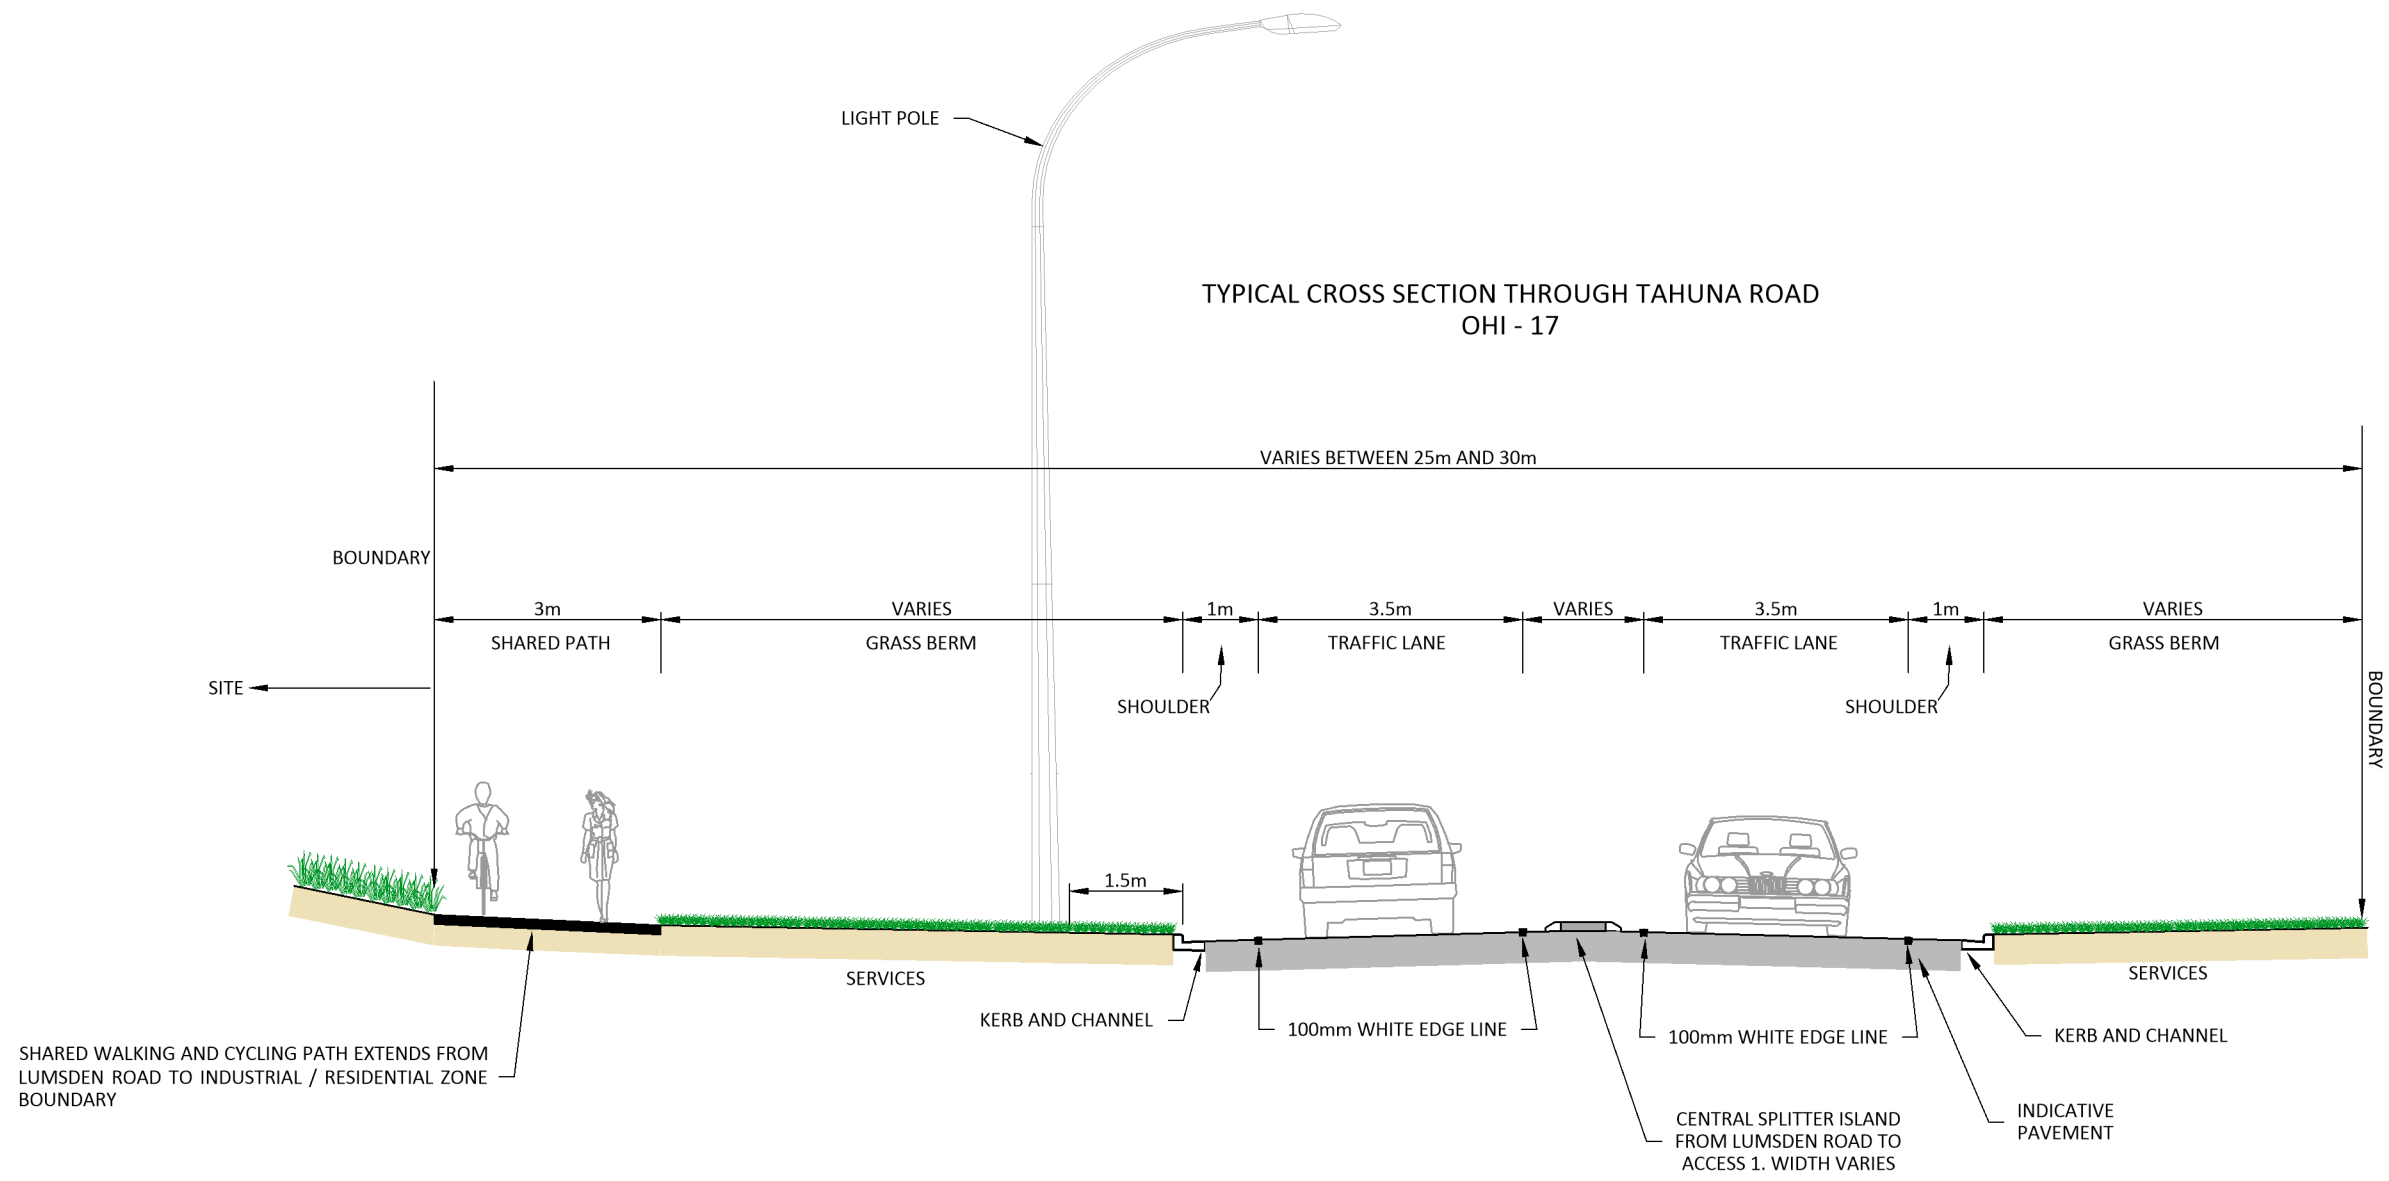 LIGHT POLE
TYPICAL CROSS SECTION THROUGH TAHUNA ROAD
OHI - 17
VARIES BETWEEN 25m AND 30m
BOUNDARY
3m
VARIES
1m
3.5m
VARIES
3.5m
1m
VARIES
SHARED PATH
GRASS BERM
TRAFFIC LANE
TRAFFIC LANE
GRASS BERM
SITE
SHOULDER
SHOULDER
BOUNDARY
1.5m
SERVICES
SERVICES
KERB AND CHANNEL
100mm WHITE EDGE LINE
100mm WHITE EDGE LINE
KERB AND CHANNEL
SHARED WALKING AND CYCLING PATH EXTENDS FROM
LUMSDEN ROAD TO INDUSTRIAL / RESIDENTIAL ZONE
BOUNDARY
CENTRAL SPLITTER ISLAND
FROM LUMSDEN ROAD TO
ACCESS 1. WIDTH VARIES
INDICATIVE
PAVEMENT